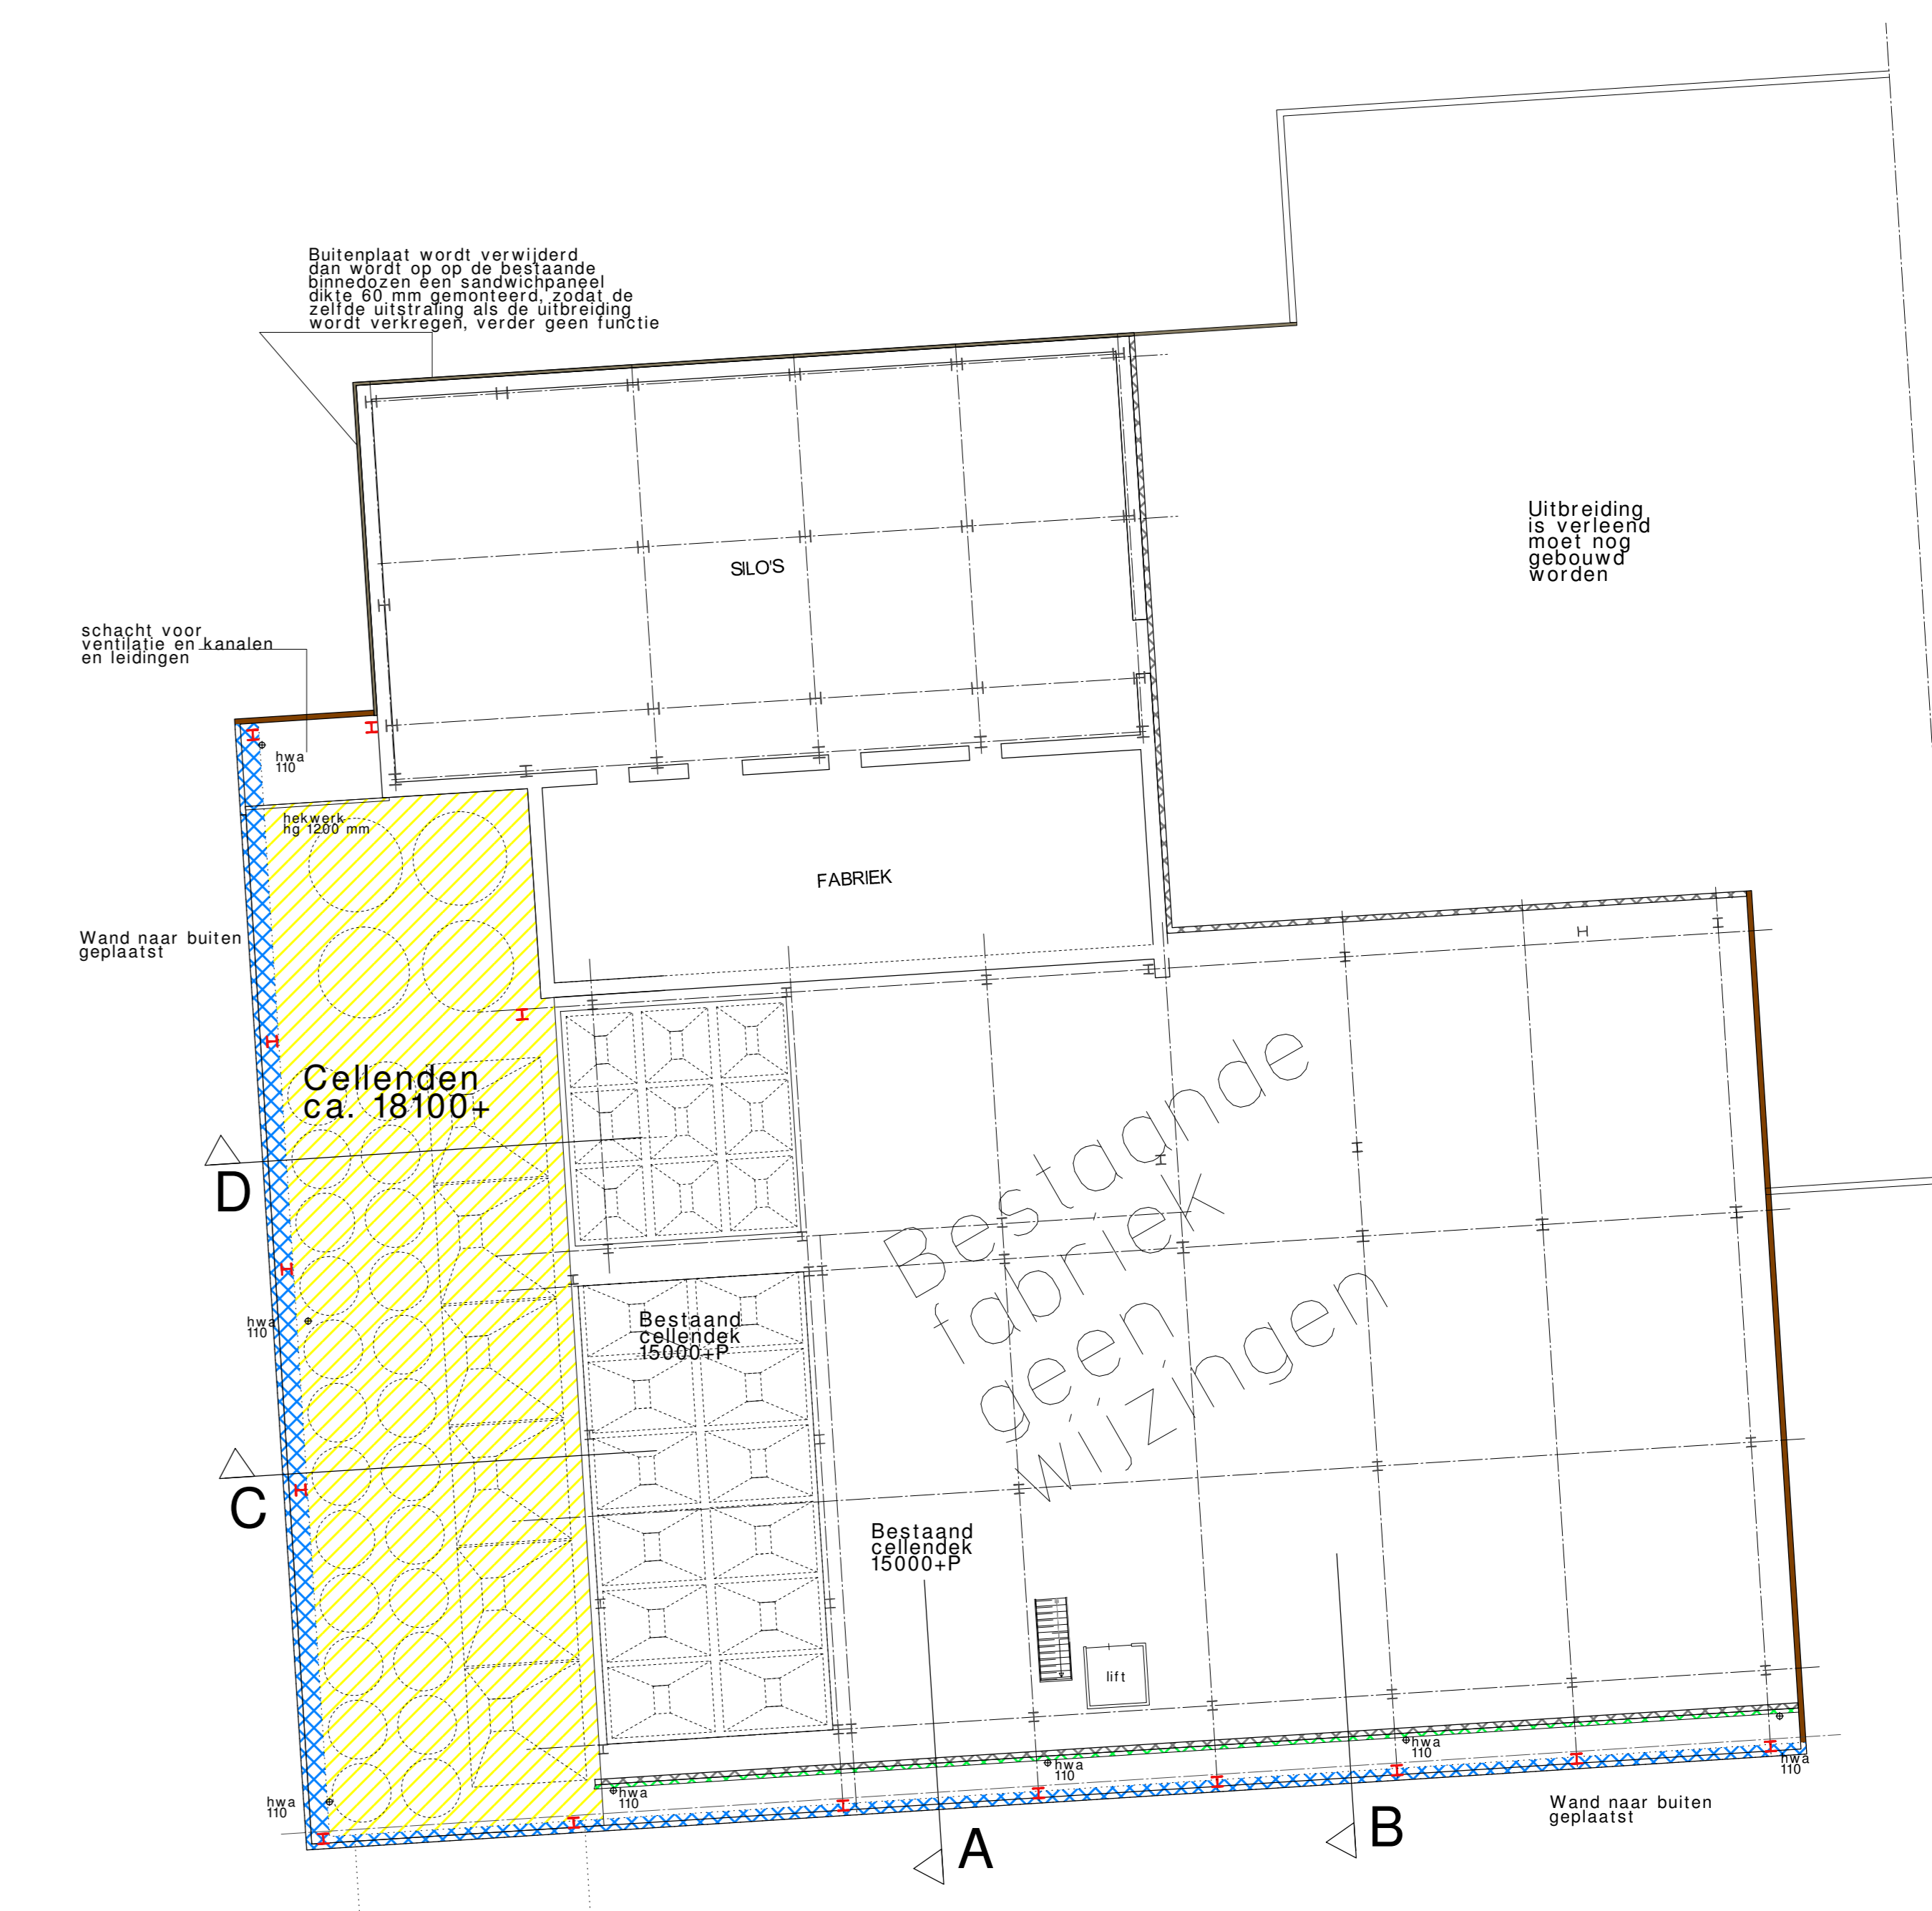 Buitenplaat wordt verwijderd
dan wordt op op de bestaande
binnedozen een sandwichpaneel
dikte 60 mm gemonteerd, zodat de
zelfde uitstraling als de uitbreiding
wordt verkregen, verder geen functie
Uitbreiding
is verleend
moet nog
gebouwd
worden
SILO'S
schacht voor
ventilatie en kanalen
en leidingen
hwa
110
hekwerk
hg 1200 mm
FABRIEK
Wand naar buiten
geplaatst
Cellenden
ca. 18100+
Bestaande
fabriek
geen
wijzingen
D
hwa
110
Bestaand
cellendek
15000+P
C
Bestaand
cellendek
15000+P
lift
hwa
110
hwa
110
hwa
110
hwa
110
hwa
110
Wand naar buiten
geplaatst
A
B